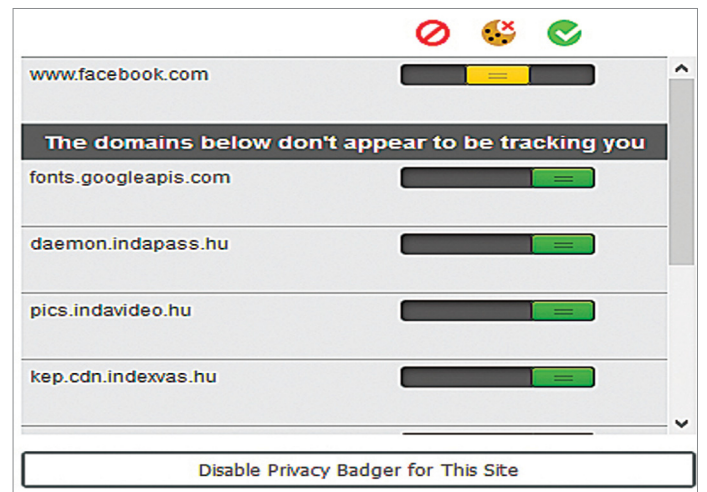 www.facebook.com
The domains below don't appear to be tracking you
fonts.googleapis.com
daemon.indapass.hu
pics.indavideo.hu
kep.cdn.indexvas.hu
Disable Privacy Badger for This Site